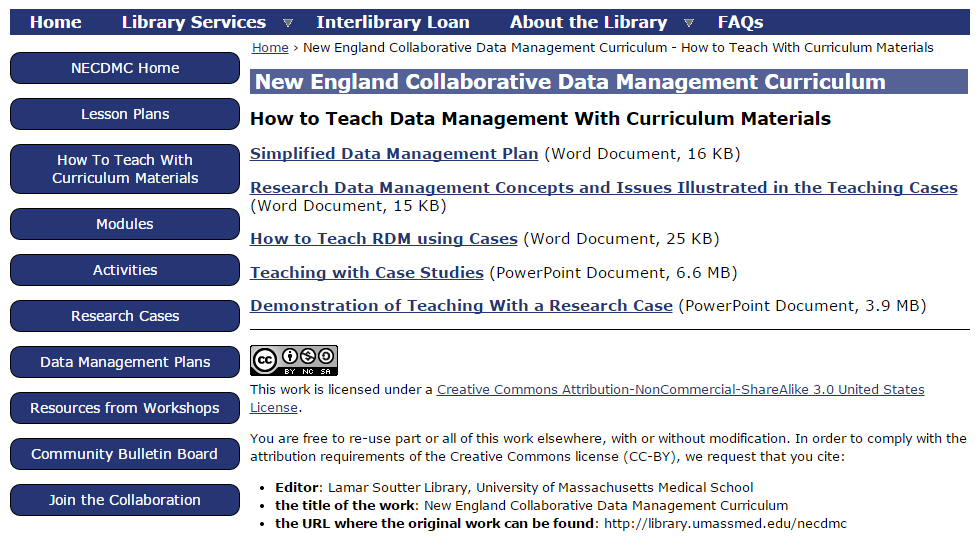 Home Library Services Interlibrary Loan About the Library FAQs
Home › New England Collaborative Data Management Curriculum - How to Teach With Curriculum Materials
NECDMC Home
Lesson Plans
How To Teach With
Curriculum Materials
Modules
Activities
Research Cases
Data Management Plans
Resources from Workshops
Community Bulletin Board
Join the Collaboration
New England Collaborative Data Management Curriculum
How to Teach Data Management With Curriculum Materials
Simplified Data Management Plan (Word Document, 16 KB)
Research Data Management Concepts and Issues Illustrated in the Teaching Cases
(Word Document, 15 KB)
How to Teach RDM using Cases (Word Document, 25 KB)
Teaching with Case Studies (PowerPoint Document, 6.6 MB)
Demonstration of Teaching With a Research Case (PowerPoint Document, 3.9 MB)
cc
BY NC SA
This work is licensed under a Creative Commons Attribution-NonCommercial-ShareAlike 3.0 United States
License.
You are free to re-use part or all of this work elsewhere, with or without modification. In order to comply with the
attribution requirements of the Creative Commons license (CC-BY), we request that you cite:
• Editor: Lamar Soutter Library, University of Massachusetts Medical School
• the title of the work: New England Collaborative Data Management Curriculum
• the URL where the original work can be found: http://library.umassmed.edu/necdmc